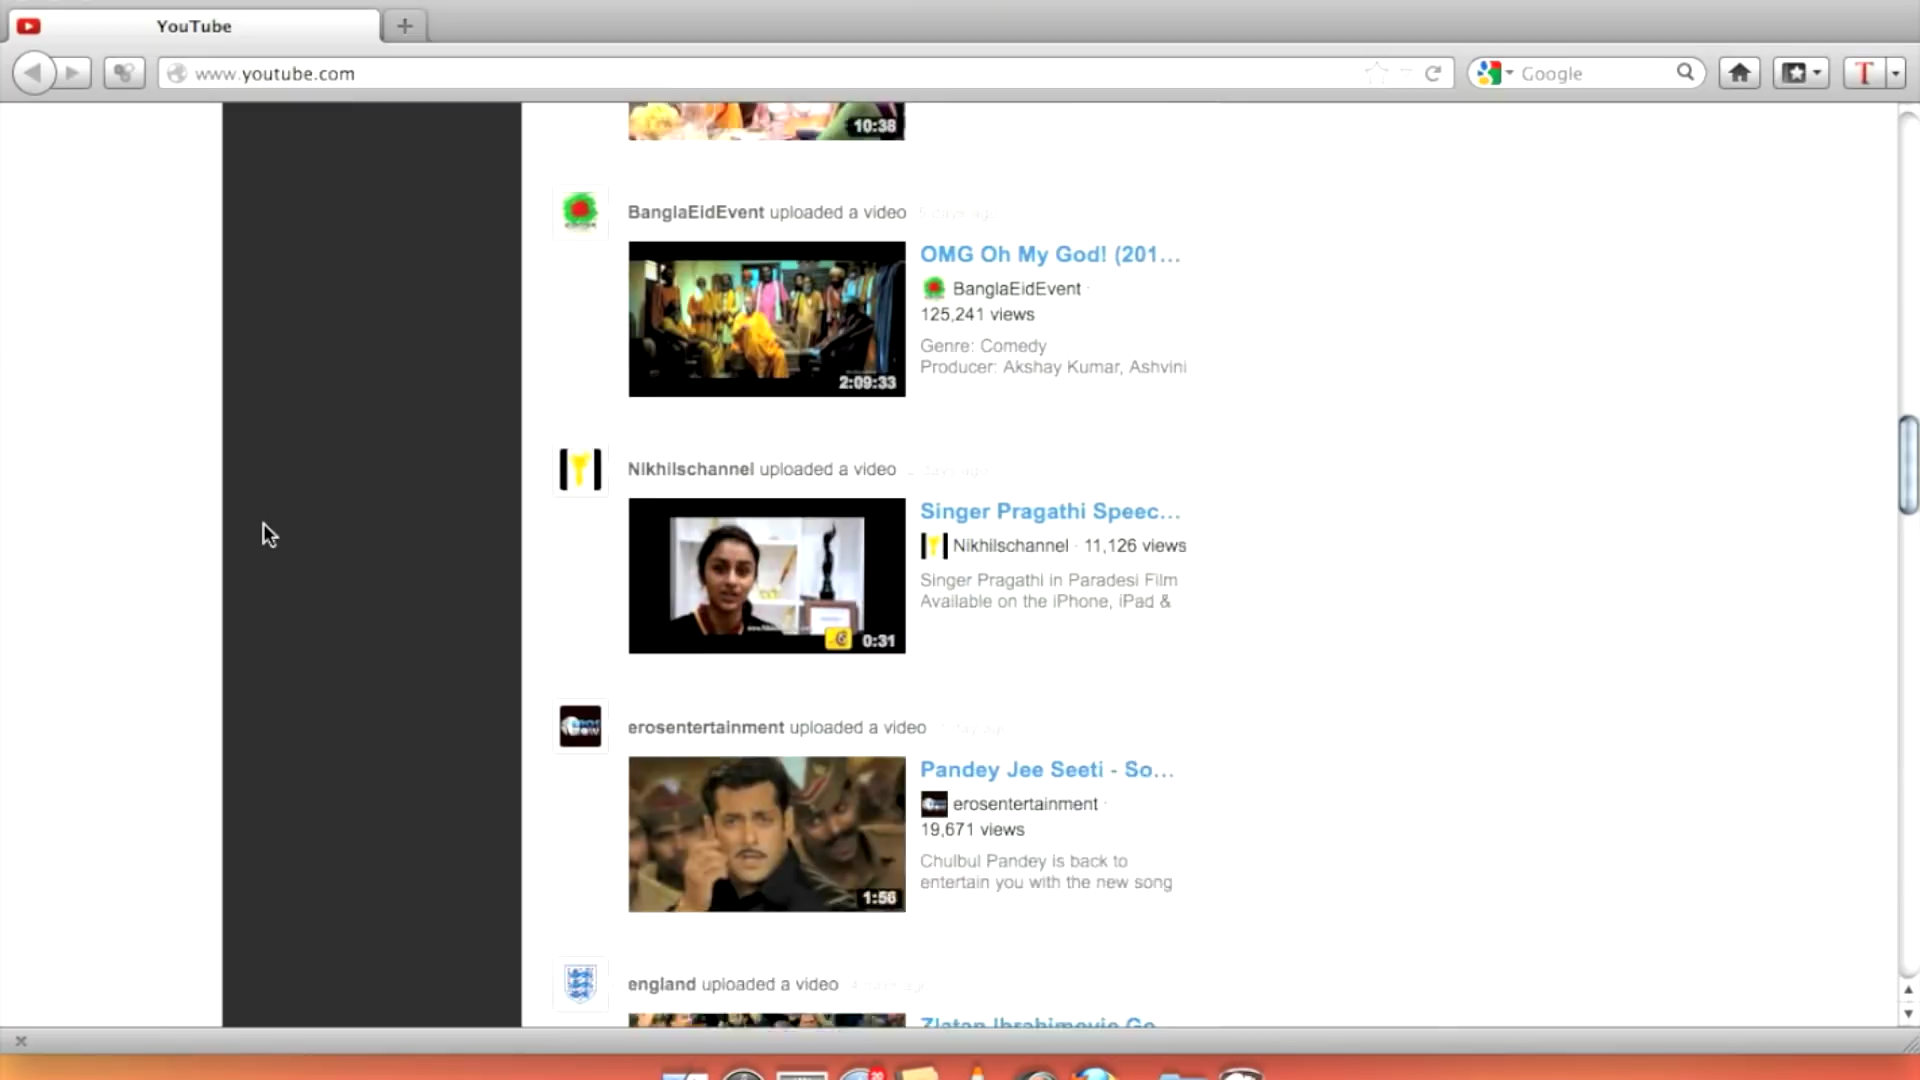 YouTube
www.youtube.com
Google
10:38
BanglaEidEvent uploaded a video
OMG Oh My God! (201...
BanglaEidEvent
125,241 views
Genre: Comedy
Producer: Akshay Kumar, Ashvini
2:09:33
Nikhilschannel uploaded a video
Singer Pragathi Speec...
Nikhilschannel · 11,126 views
Singer Pragathi in Paradesi Film
Available on the iPhone, iPad &
0:31
erosentertainment uploaded a video
Pandey Jee Seeti - So...
erosentertainment
19,671 views
Chulbul Pandey is back to
entertain you with the new song
1:56
england uploaded a video
Zlatan Ibrahimovic Go...